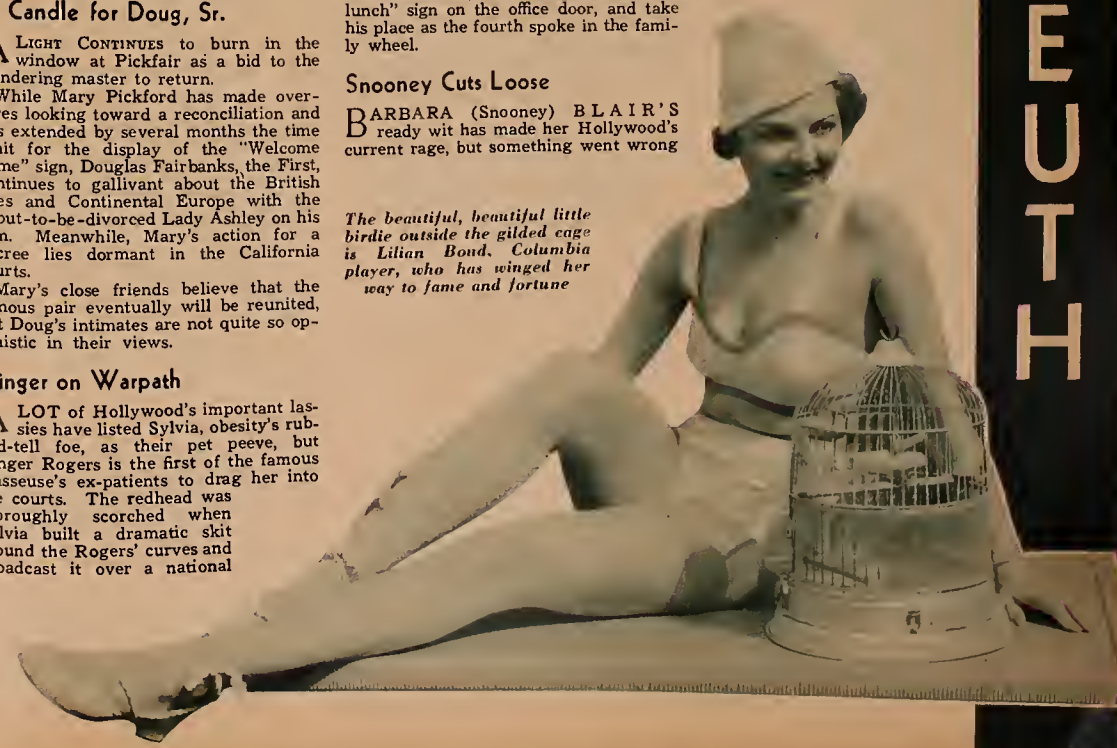 Candle for Doug, Sr.
A LIGHT CONTINUES to burn in the
window at Pickfair as a bid to the
ndering master to return.
While Mary Pickford has made over-
res looking toward a reconciliation and
s extended by several months the time
it for the display of the "Welcome
me" sign, Douglas Fairbanks, the First,
ntinues to gallivant about the British
es and Continental Europe with the
out-to-be-divorced Lady Ashley on his
m. Meanwhile, Mary's action for a
cree lies dormant in the California
urts.
Mary's close friends believe that the
mous pair eventually will be reunited,
t Doug's intimates are not quite so op-
istic in their views.
inger on Warpath
A LOT of Hollywood's important las-
sies have listed Sylvia, obesity's rub-
d-tell foe, as their pet peeve, but
nger Rogers is the first of the famous
asseuse's ex-patients to drag her into
e courts. The redhead was
oroughly scorched when
lvia built a dramatic skit
ound the Rogers' curves and
oadcast it over a national
lunch" sign on the office door, and take
his place as the fourth spoke in the fami-
ly wheel.
Snooney Cuts Loose
BARBARA (Snooney) BLAIR'S
ready wit has made her Hollywood's
current rage, but something went wrong
The beautiful, beautiful little
birdie outside the gilded cage
is Lilian Bond, Columbia
player, who has winged her
way to fame and fortune
E
U
T
H